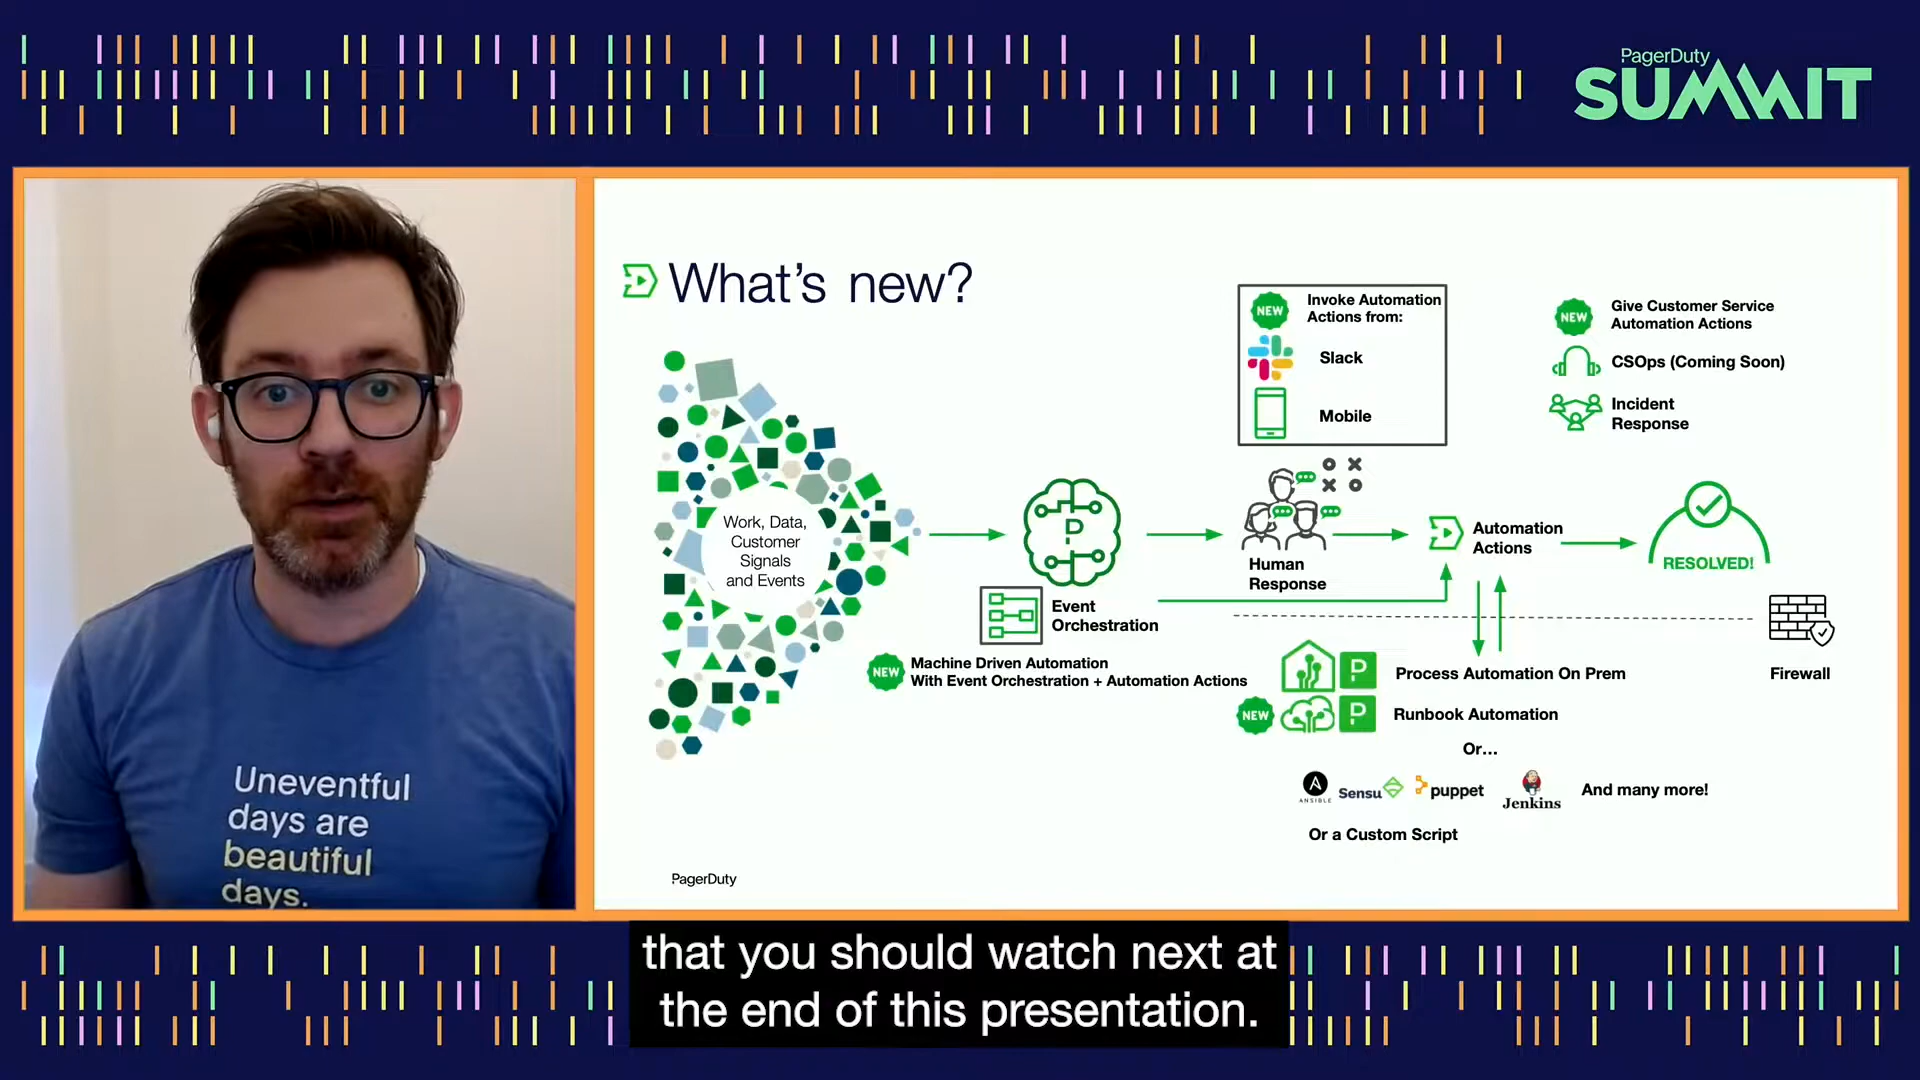 PagerDuty
SUMMIT
What's new?
NEW
Invoke Automation
Actions from:
Slack
Mobile
NEW
Give Customer Service
Automation Actions
CSOps (Coming Soon)
Incident
Response
Work, Data,
Customer
Signals
and Events
P
Event
Orchestration
NEW
Machine Driven Automation
With Event Orchestration + Automation Actions
Human
Response
Automation
Actions
RESOLVED!
Firewall
P
Process Automation On Prem
NEW
P
Runbook Automation
Or...
A
ANSIBLE
Sensu
puppet
Jenkins
And many more!
Or a Custom Script
PagerDuty
Uneventful
days are
beautiful
days.
that you should watch next at
the end of this presentation.